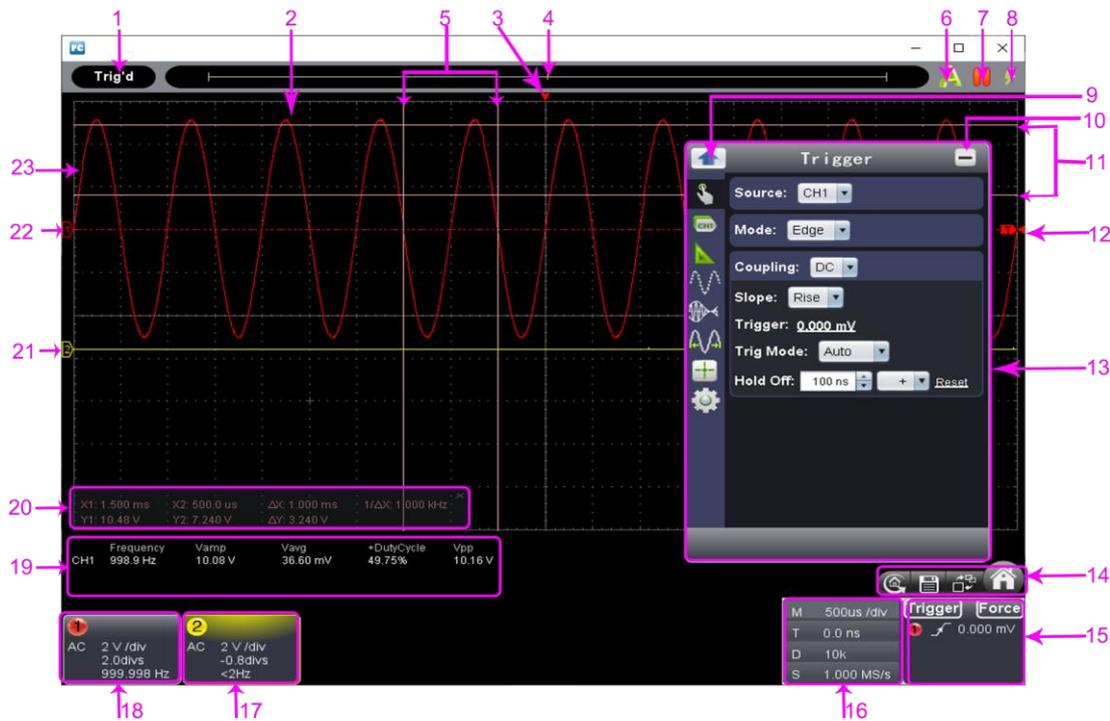 1 2 5 3 4 6 7 8
PC
Trig'd
9
10
Trigger
11
23
Source: CH1
22
Mode: Edge
12
CH1
Coupling: DC
Slope: Rise
Trigger: 0.000 mV
21
2
Trig Mode: Auto
13
Hold Off: 100 ns + Reset
20
X1: 1.500 ms X2: 500.0 us ΔX: 1.000 ms 1/ΔX: 1.000 kHz
Y1: 10.48 V Y2: 7.240 V ΔY: 3.240 V
19
Frequency Vamp Vavg +DutyCycle Vpp
CH1 998.9 Hz 10.08 V 36.60 mV 49.75% 10.16 V
14
1
AC 2 V /div
2.0divs
999.998 Hz
2
AC 2 V /div
-0.8divs
<2Hz
M 500us /div
T 0.0 ns
D 10k
S 1.000 MS/s
Trigger Force
1 0.000 mV
15
18 17 16